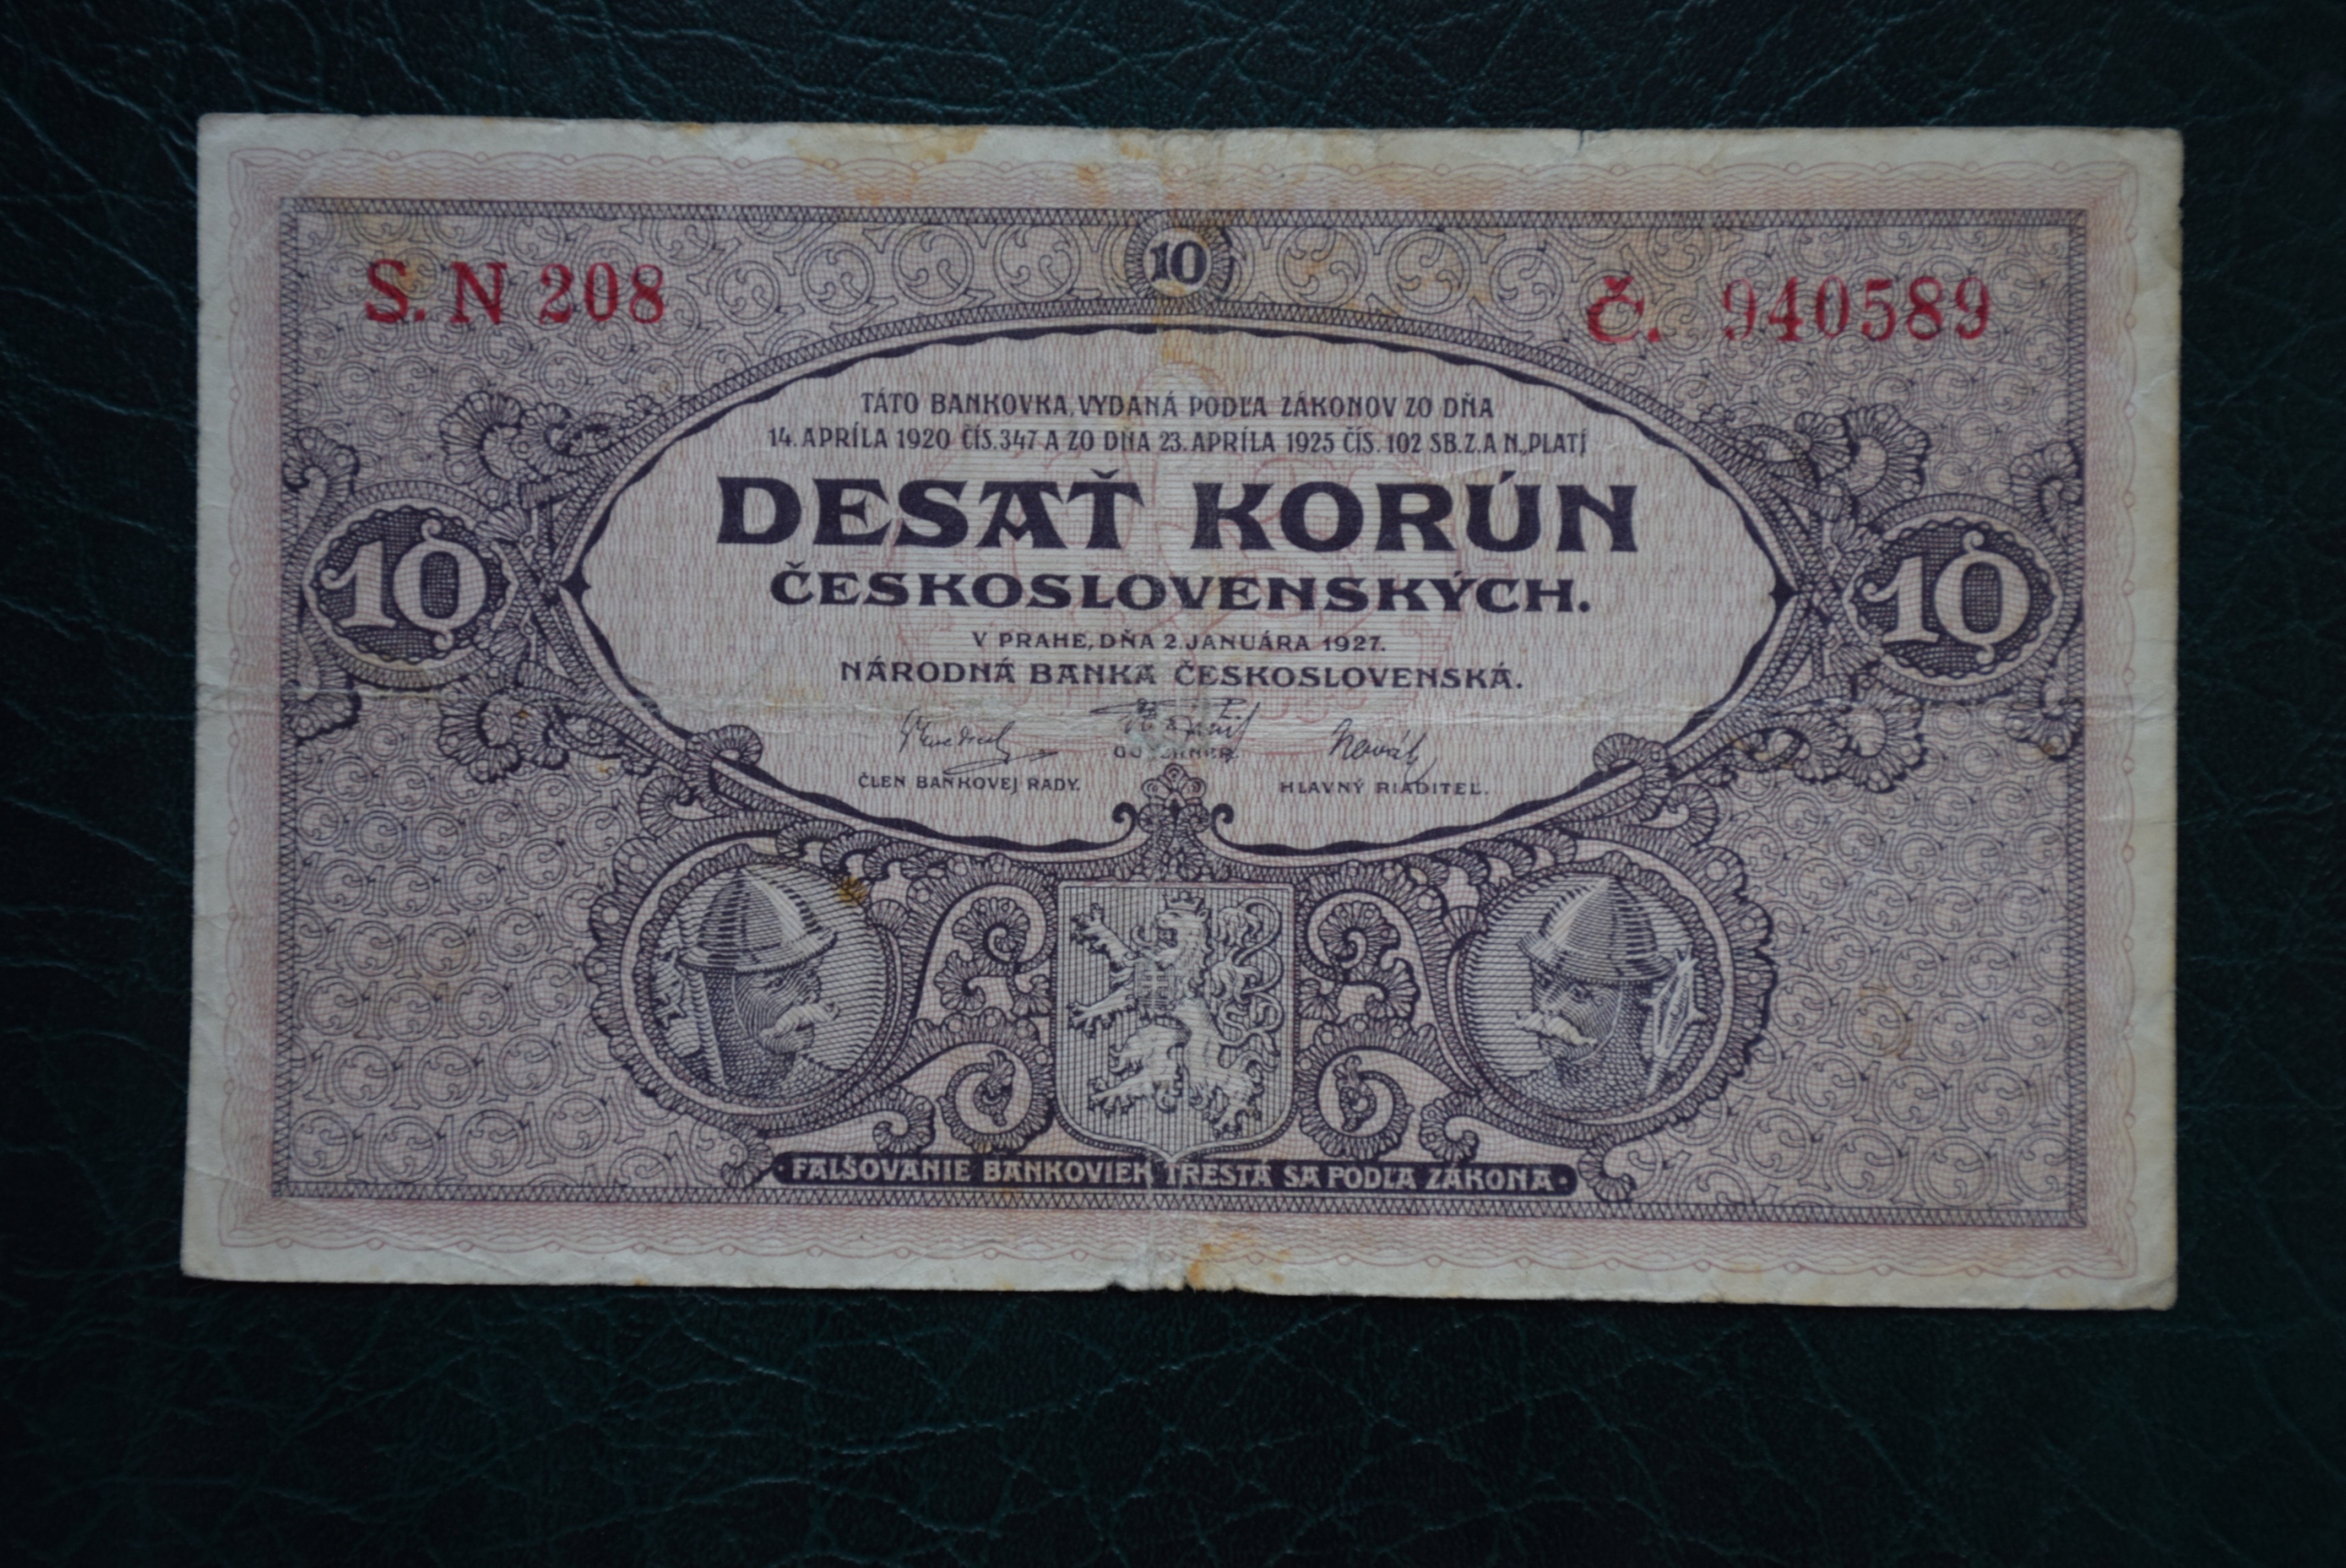 10
S. N 208
Č. 940589
TÁTO BANKOVKA, VYDANÁ PODĽA ZÁKONOV ZO DŇA
14. APRÍLA 1920 ČÍS. 347 A ZO DŇA 23. APRÍLA 1925 ČÍS. 102 SB. Z. A N., PLATÍ
DESAŤ KORÚN
ČESKOSLOVENSKÝCH.
10
10
V PRAHE, DŇA 2. JANUÁRA 1927.
NÁRODNÁ BANKA ČESKOSLOVENSKÁ.
Novák
ČLEN BANKOVEJ RADY.
HLAVNÝ RIADITEĽ.
• FALŠOVANIE BANKOVIEK TRESTÁ SA PODĽA ZÁKONA •